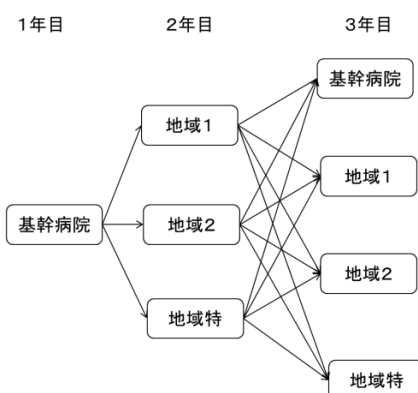 1年目
2年目
3年目
基幹病院
地域1
地域2
地域特
基幹病院
地域1
地域2
地域特